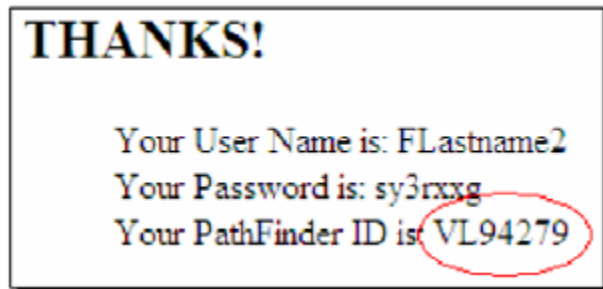 THANKS!
Your User Name is: FLastname2
Your Password is: sy3rxxg
Your PathFinder ID is: VL94279